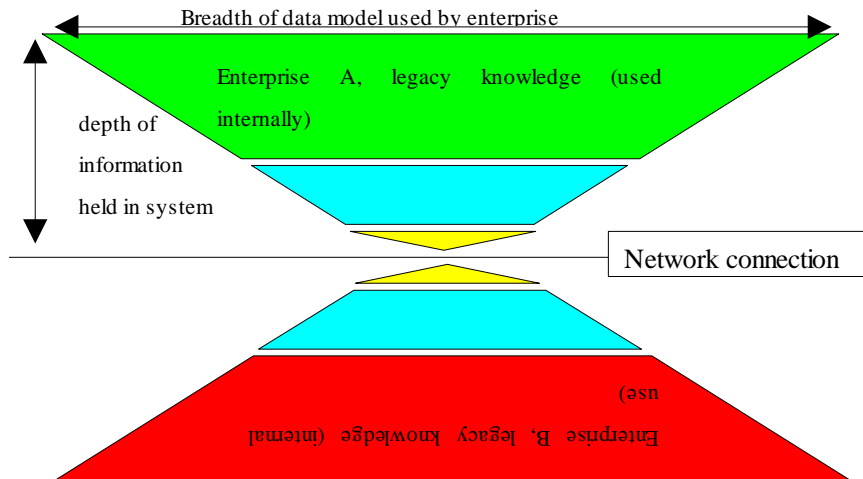 Breadth of data model used by enterprise
Enterprise A, legacy knowledge (used
internally)
depth of
information
held in system
Network connection
Enterprise B, legacy knowledge (internal
use)